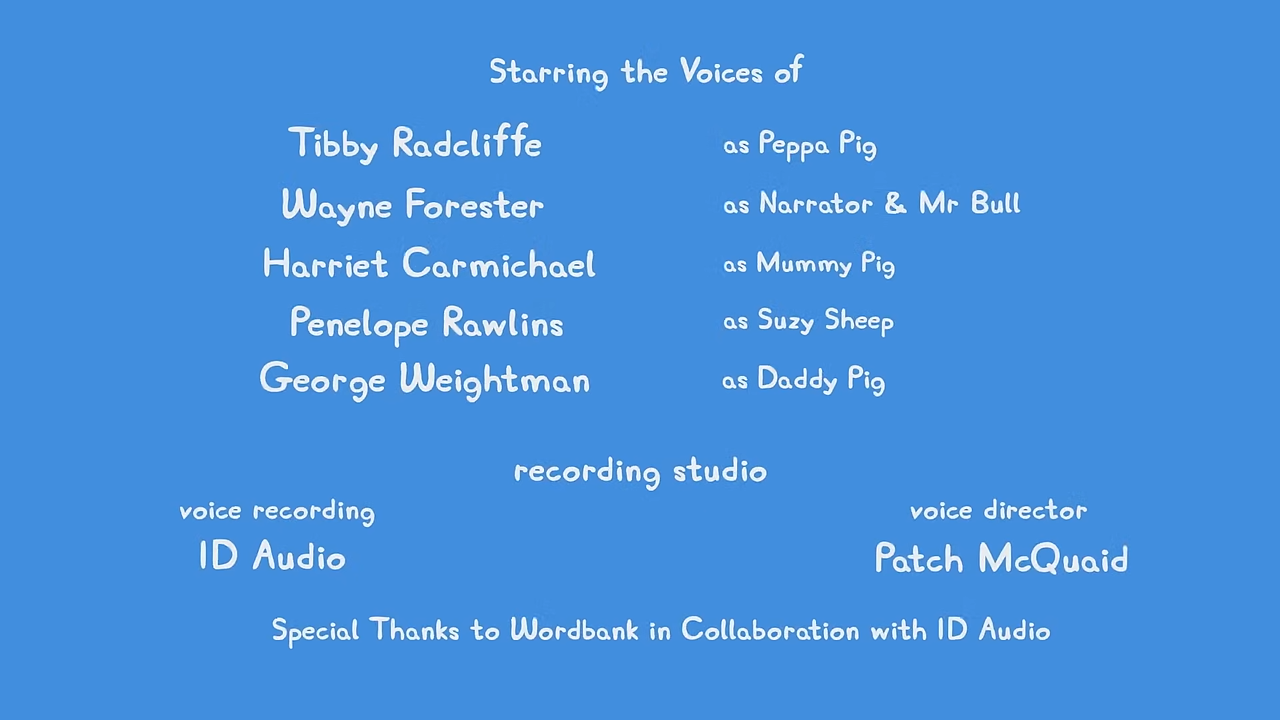 Starring the Voices of
Tibby Radcliffe as Peppa Pig
Wayne Forester as Narrator & Mr Bull
Harriet Carmichael as Mummy Pig
Penelope Rawlins as Suzy Sheep
George Weightman as Daddy Pig
recording studio
voice recording
ID Audio
voice director
Patch McQuaid
Special Thanks to Wordbank in Collaboration with ID Audio